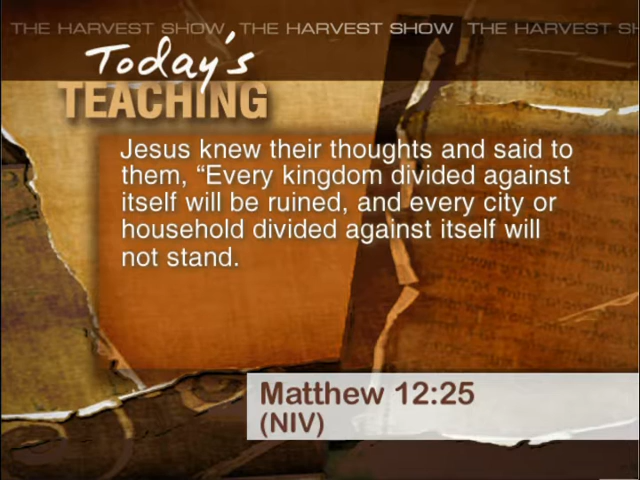 THE HARVEST SHOW THE HARVEST SHOW THE HARVEST SH
Today's
TEACHING
Jesus knew their thoughts and said to
them, “Every kingdom divided against
itself will be ruined, and every city or
household divided against itself will
not stand.
Matthew 12:25
(NIV)